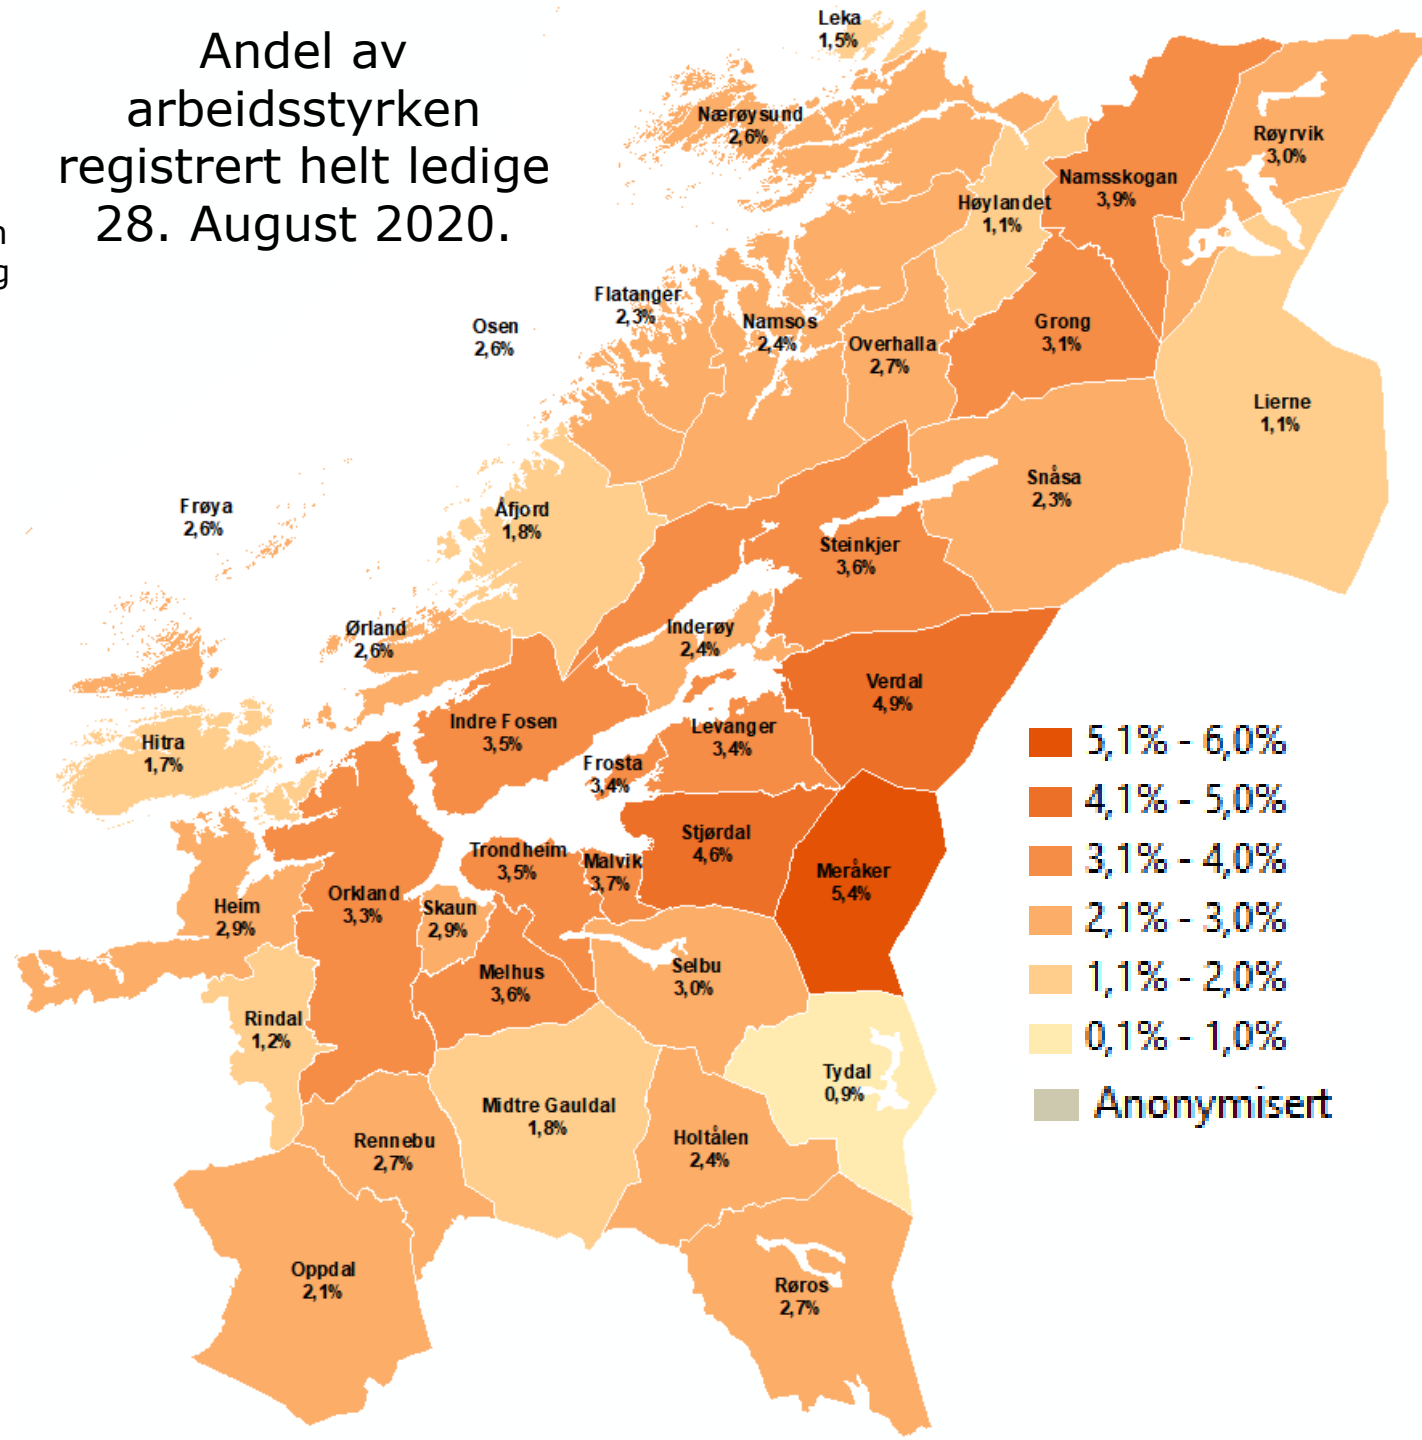 Andel av
arbeidsstyrken
registrert helt ledige
28. August 2020.
n
g
Leka
1,5%
Nærøysund
2,6%
Røyrvik
3,0%
Namsskogan
3,9%
Høylandet
1,1%
Flatanger
2,3%
Osen
2,6%
Namsos
2,4%
Overhalla
2,7%
Grong
3,1%
Lierne
1,1%
Snåsa
2,3%
Frøya
2,6%
Åfjord
1,8%
Steinkjer
3,6%
Ørland
2,6%
Inderøy
2,4%
Verdal
4,9%
Indre Fosen
3,5%
Levanger
3,4%
Hitra
1,7%
Frosta
3,4%
Stjørdal
4,6%
Trondheim
3,5%
Malvik
3,7%
Meråker
5,4%
Orkland
3,3%
Heim
2,9%
Skaun
2,9%
Melhus
3,6%
Selbu
3,0%
Rindal
1,2%
Tydal
0,9%
Midtre Gauldal
1,8%
Rennebu
2,7%
Holtålen
2,4%
Oppdal
2,1%
Røros
2,7%
5,1% - 6,0%
4,1% - 5,0%
3,1% - 4,0%
2,1% - 3,0%
1,1% - 2,0%
0,1% - 1,0%
Anonymisert